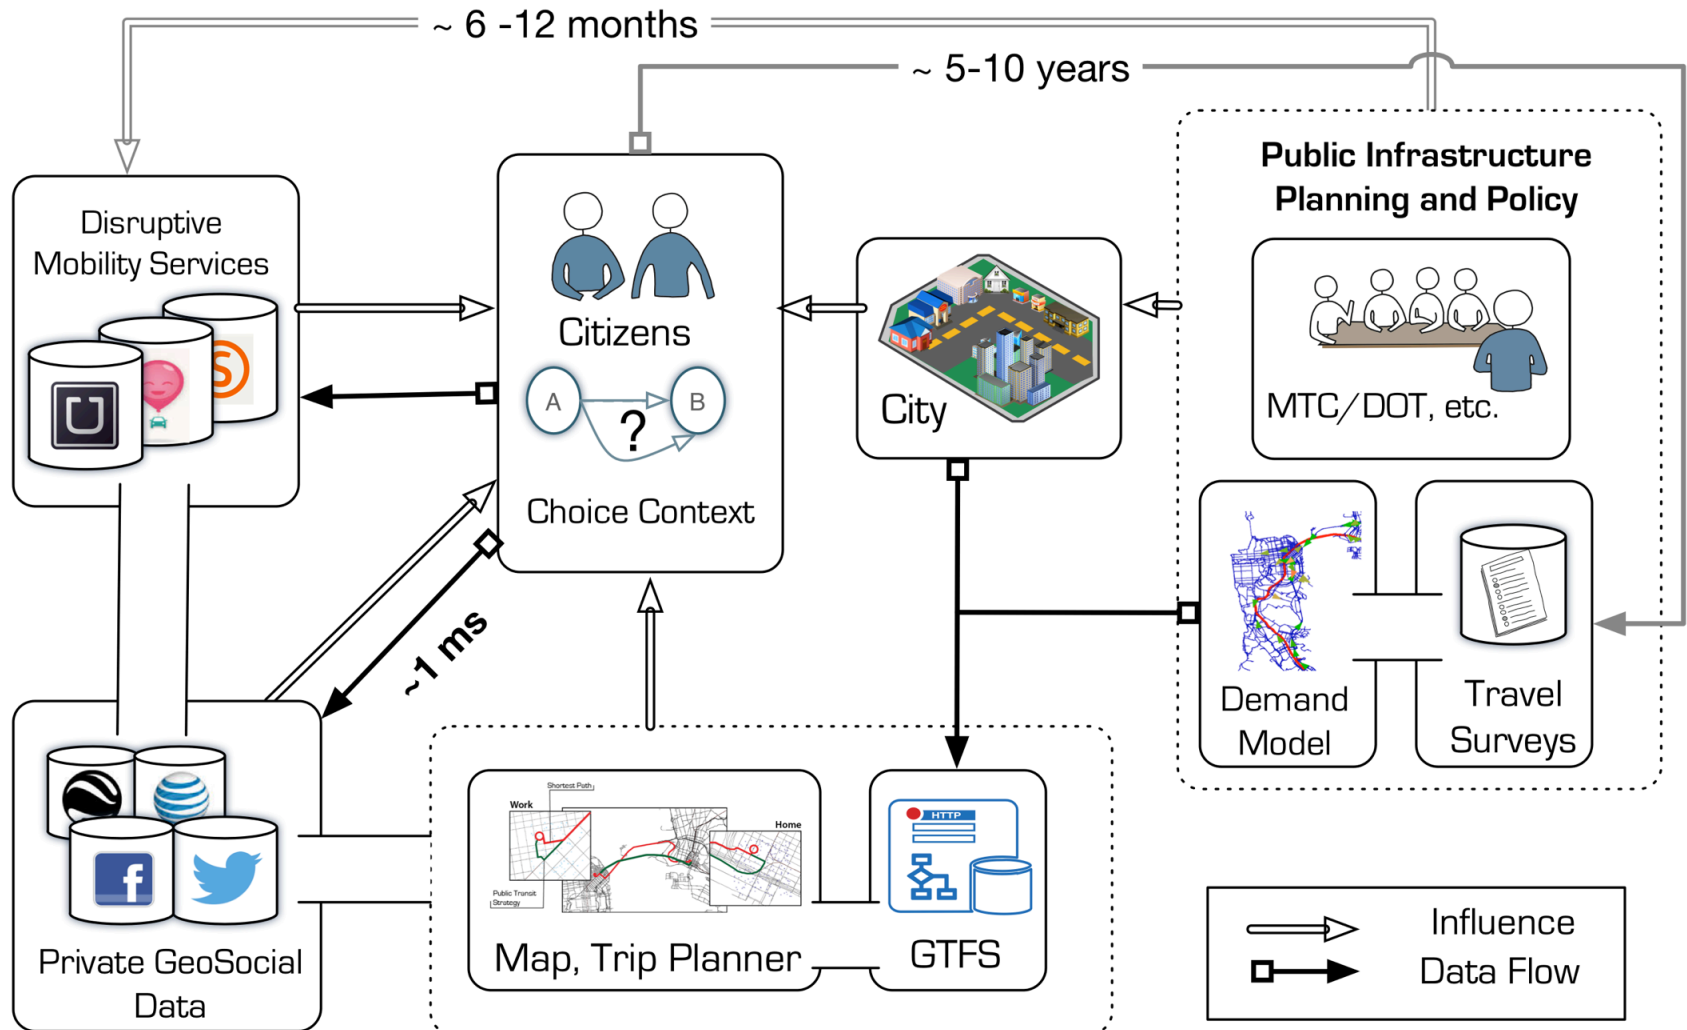 ~ 6 -12 months
~ 5-10 years
Public Infrastructure
Planning and Policy
Disruptive
Mobility Services
U
S
Citizens
A
B
?
Choice Context
City
MTC/DOT, etc.
~1 ms
Demand
Model
Travel
Surveys
Shortest Path
Work
Home
Public Transit
Strategy
HTTP
f
Map, Trip Planner
GTFS
Private GeoSocial
Data
Influence
Data Flow